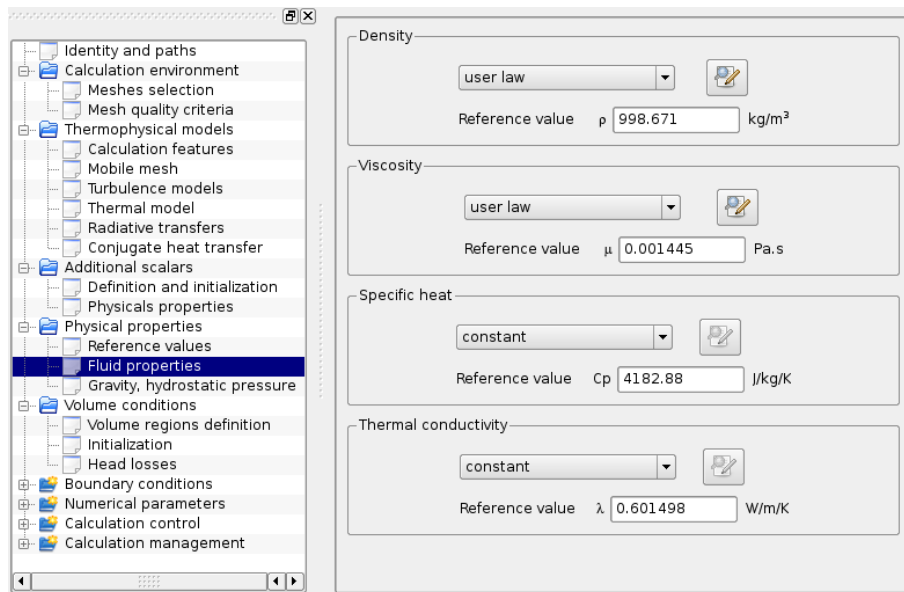 Identity and paths
Calculation environment
Meshes selection
Mesh quality criteria
Thermophysical models
Calculation features
Mobile mesh
Turbulence models
Thermal model
Radiative transfers
Conjugate heat transfer
Additional scalars
Definition and initialization
Physicals properties
Physical properties
Reference values
Fluid properties
Gravity, hydrostatic pressure
Volume conditions
Volume regions definition
Initialization
Head losses
Boundary conditions
Numerical parameters
Calculation control
Calculation management
Density
user law
Reference value ρ 998.671 kg/m³
Viscosity
user law
Reference value μ 0.001445 Pa.s
Specific heat
constant
Reference value Cp 4182.88 J/kg/K
Thermal conductivity
constant
Reference value λ 0.601498 W/m/K